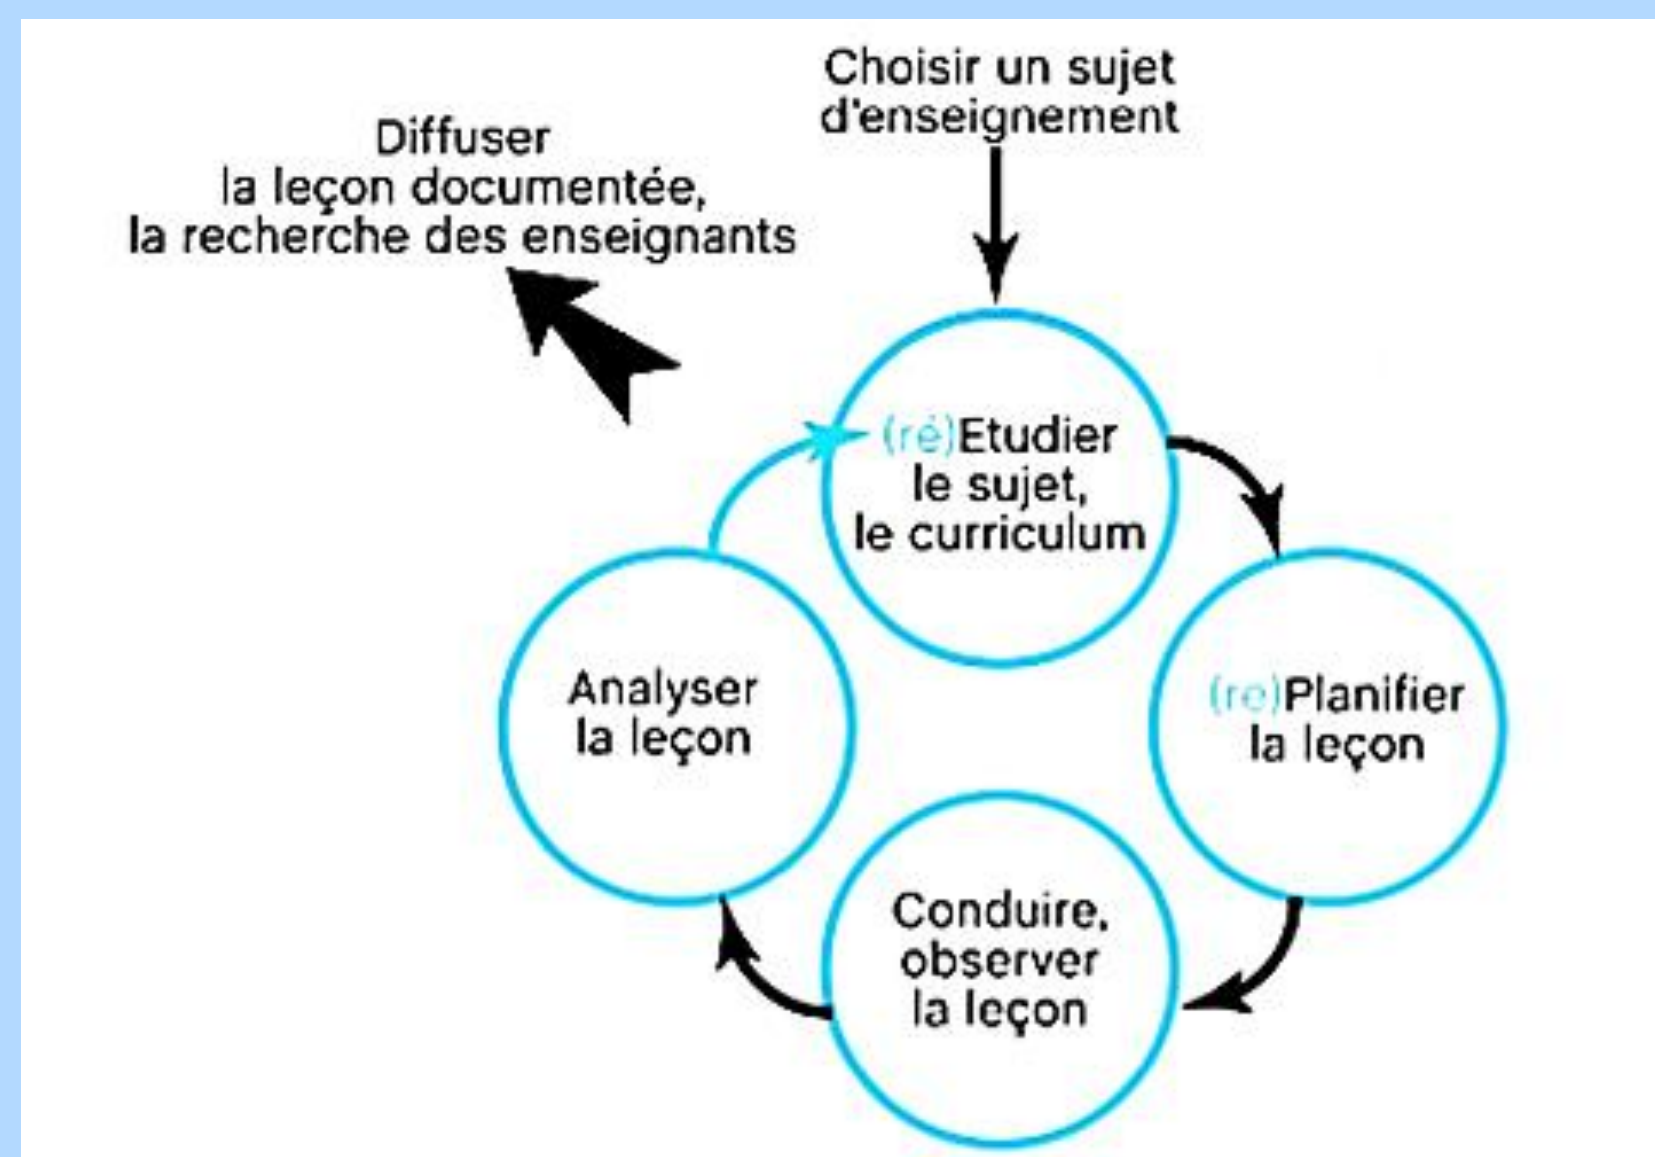 Choisir un sujet
d'enseignement
Diffuser
la leçon documentée,
la recherche des enseignants
(ré)Etudier
le sujet,
le curriculum
(re)Planifier
la leçon
Conduire,
observer
la leçon
Analyser
la leçon